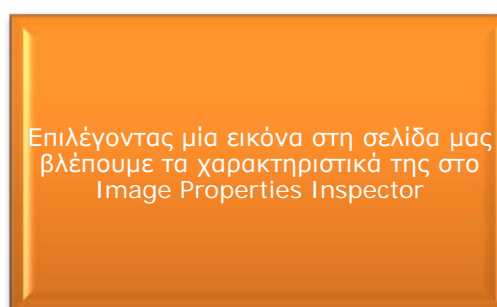 Επιλέγοντας μία εικόνα στη σελίδα μας
βλέπουμε τα χαρακτηριστικά της στο
Image Properties Inspector